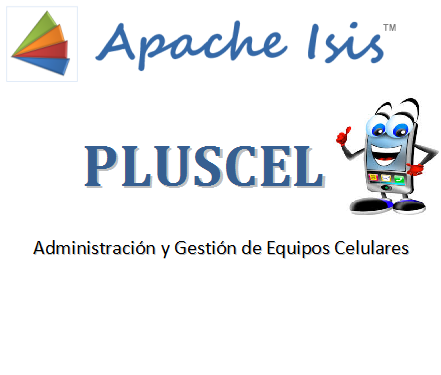 Apache Isis™
PLUSCEL
Administración y Gestión de Equipos Celulares